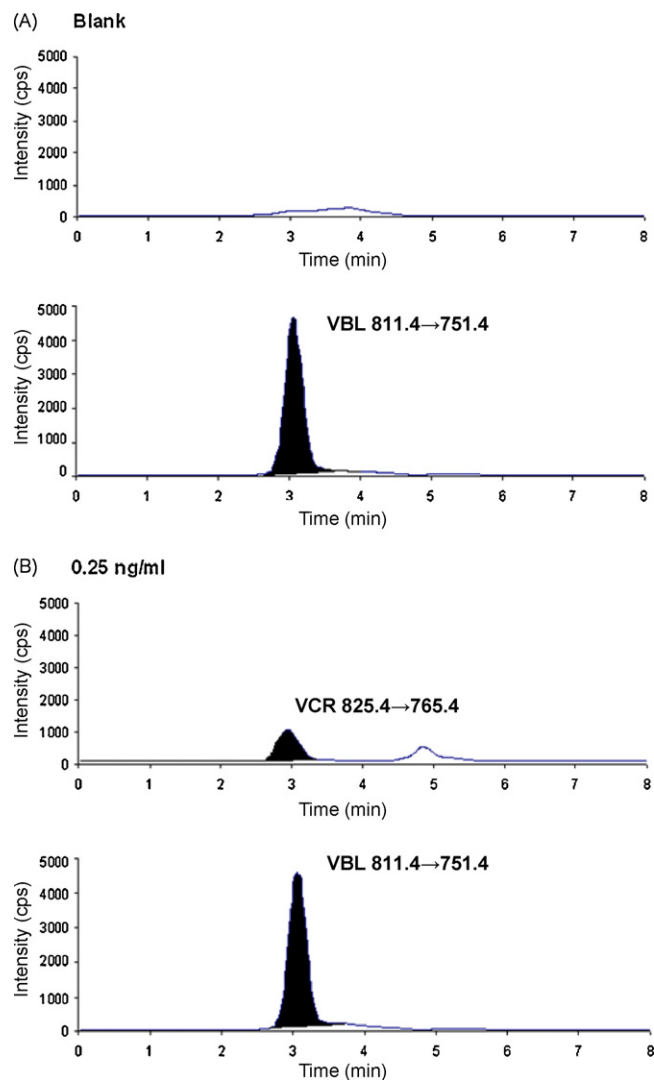 (A) Blank
Intensity (cps)
5000
4000
3000
2000
1000
0
0 1 2 3 4 5 6 7 8
Time (min)
VBL 811.4→751.4
Intensity (cps)
5000
4000
3000
2000
1000
0
0 1 2 3 4 5 6 7 8
Time (min)
(B) 0.25 ng/ml
Intensity (cps)
5000
4000
3000
2000
1000
0
VCR 825.4→765.4
0 1 2 3 4 5 6 7 8
Time (min)
VBL 811.4→751.4
Intensity (cps)
5000
4000
3000
2000
1000
0
0 1 2 3 4 5 6 7 8
Time (min)